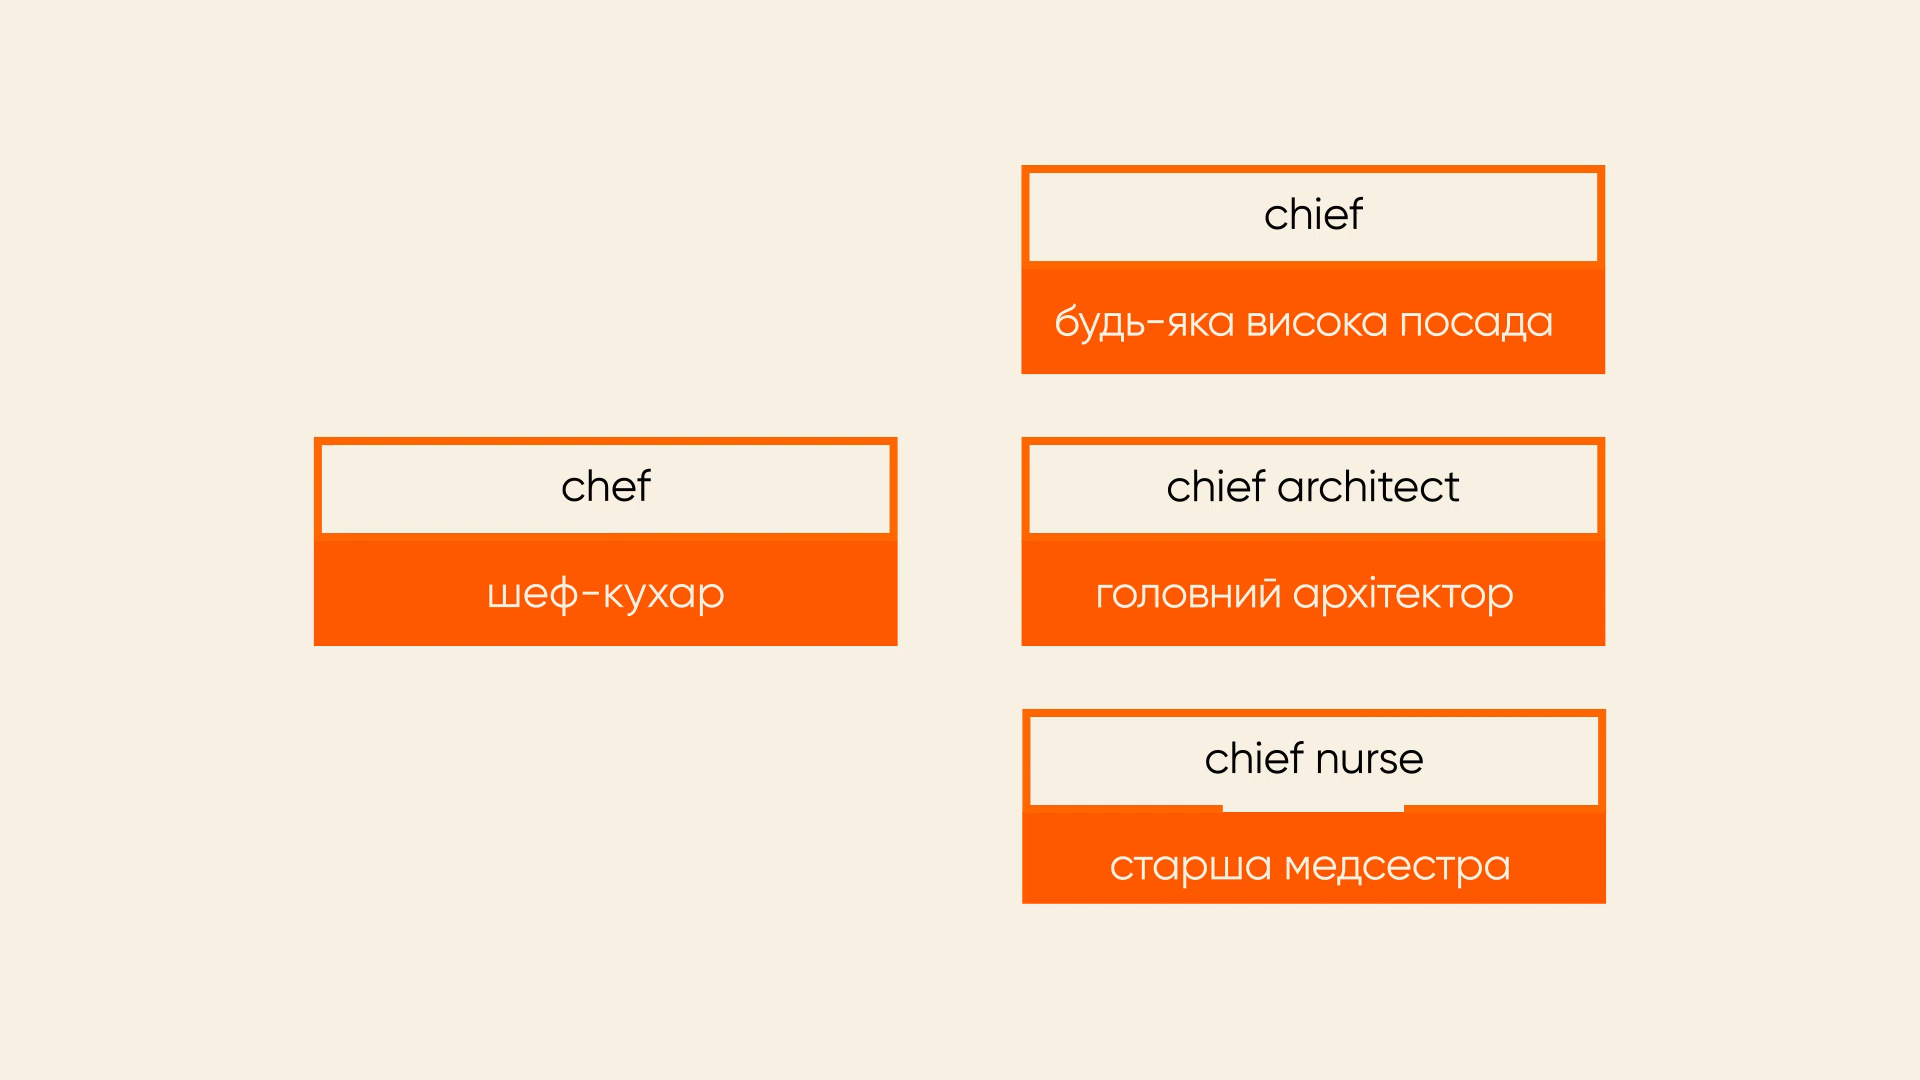 chef
шеф-кухар
chief
будь-яка висока посада
chief architect
головний архітектор
chief nurse
старша медсестра